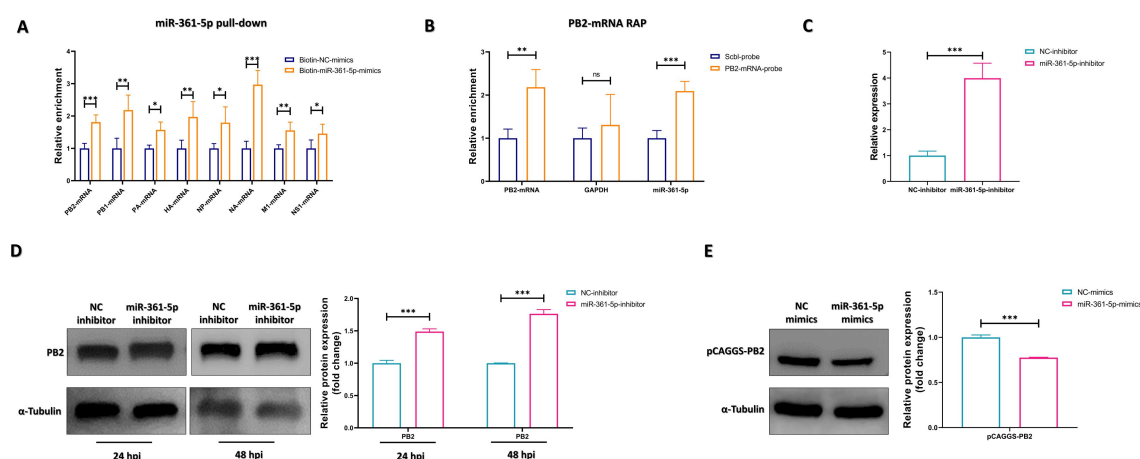 A
miR-361-5p pull-down
Biotin-NC-mimics
Biotin-miR-361-5p-mimics
Relative enrichment
5
4
3
2
1
0
***
**
*
**
*
***
**
*
PB2-mRNA
PB1-mRNA
PA-mRNA
HA-mRNA
NP-mRNA
NA-mRNA
M1-mRNA
NS1-mRNA
B
PB2-mRNA RAP
Scbl-probe
PB2-mRNA-probe
Relative enrichment
4
3
2
1
0
**
ns
***
PB2-mRNA
GAPDH
miR-361-5p
C
NC-inhibitor
miR-361-5p-inhibitor
Relative expression
5
4
3
2
1
0
***
NC-inhibitor
miR-361-5p-inhibitor
D
NC
inhibitor
miR-361-5p
inhibitor
NC
inhibitor
miR-361-5p
inhibitor
PB2
α-Tubulin
24 hpi
48 hpi
NC-inhibitor
miR-361-5p-inhibitor
Relative protein expression
(fold change)
2.0
1.5
1.0
0.5
0.0
***
***
PB2
PB2
24 hpi
48 hpi
E
NC
mimics
miR-361-5p
mimics
pCAGGS-PB2
α-Tubulin
NC-mimics
miR-361-5p-mimics
Relative protein expression
(fold change)
1.5
1.0
0.5
0.0
***
pCAGGS-PB2